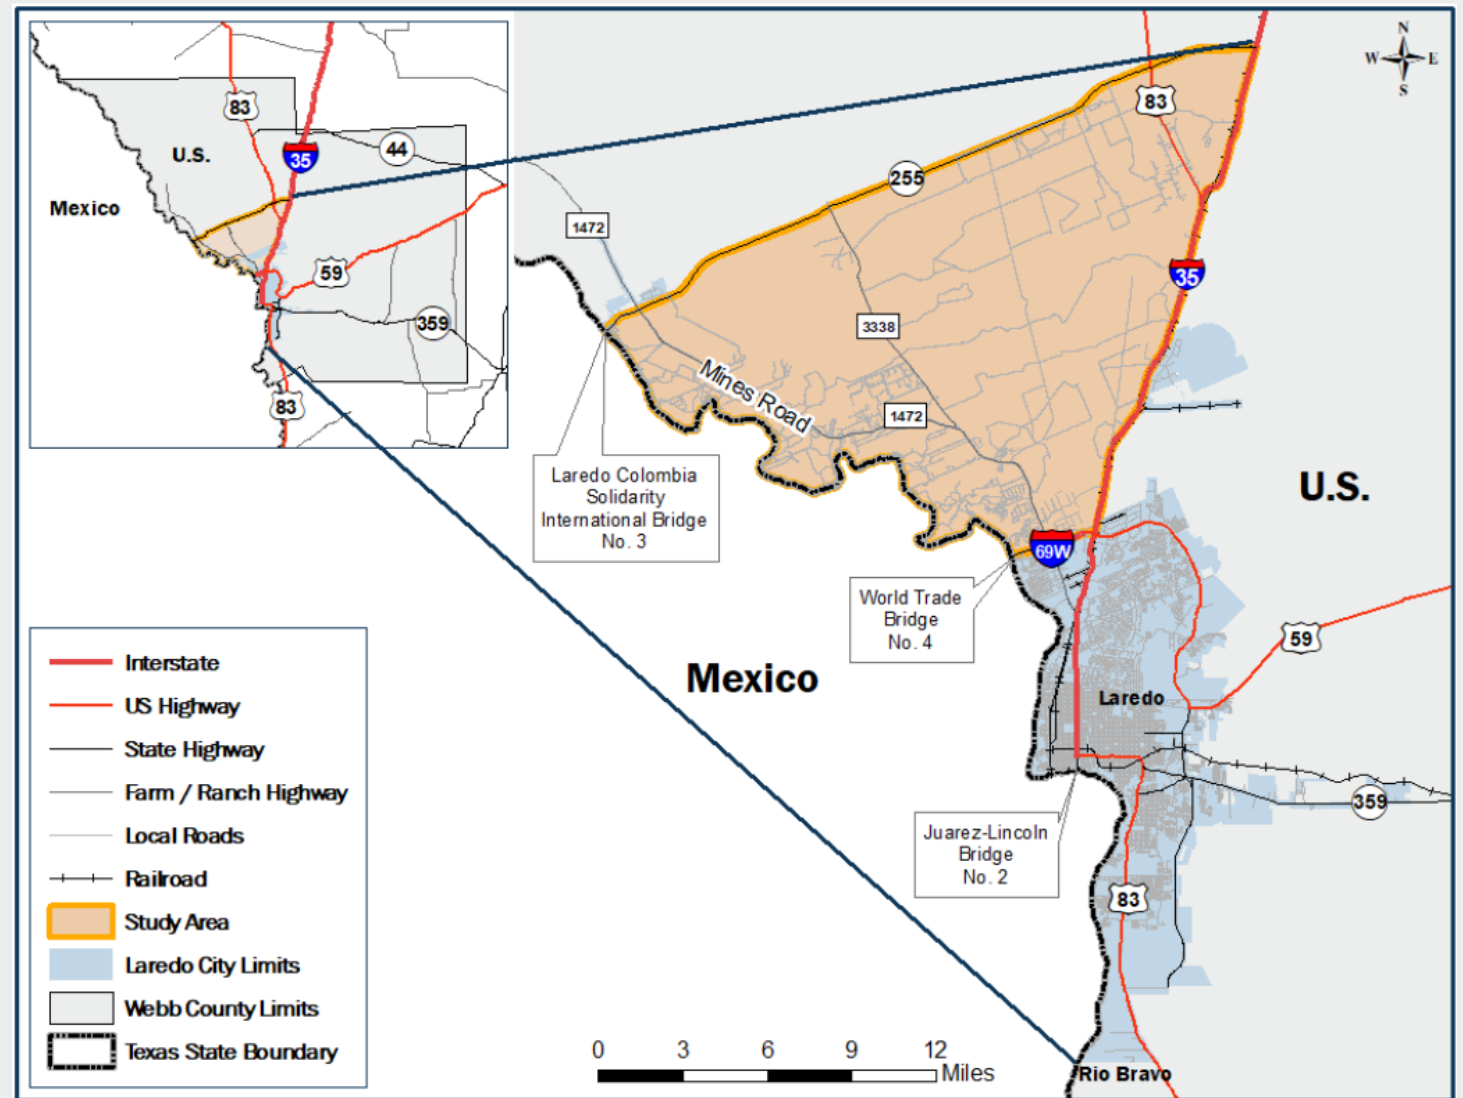 83
U.S.
44
35
Mexico
59
359
83
N
W E
S
83
255
1472
35
3338
Mines Road
1472
Laredo Colombia
Solidarity
International Bridge
No. 3
U.S.
69W
World Trade
Bridge
No. 4
59
Mexico
Laredo
359
Juarez-Lincoln
Bridge
No. 2
83
Rio Bravo
Interstate
US Highway
State Highway
Farm / Ranch Highway
Local Roads
Railroad
Study Area
Laredo City Limits
Webb County Limits
Texas State Boundary
0 3 6 9 12
Miles